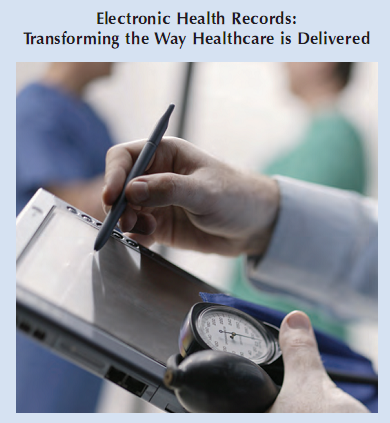 Electronic Health Records:
Transforming the Way Healthcare is Delivered